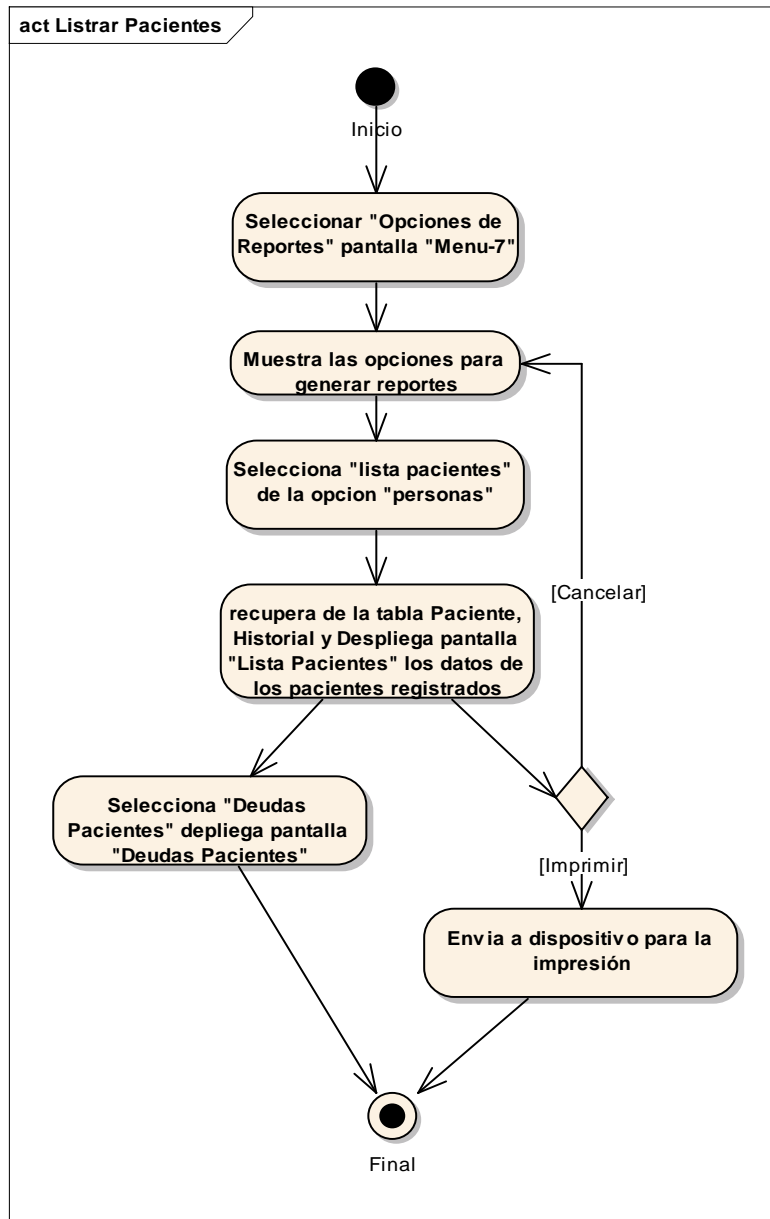 act Listrar Pacientes
Inicio
Seleccionar "Opciones de
Reportes" pantalla "Menu-7"
Muestra las opciones para
generar reportes
Selecciona "lista pacientes"
de la opcion "personas"
[Cancelar]
recupera de la tabla Paciente,
Historial y Despliega pantalla
"Lista Pacientes" los datos de
los pacientes registrados
Selecciona "Deudas
Pacientes" depliega pantalla
"Deudas Pacientes"
[Imprimir]
Envia a dispositivo para la
impresión
Final